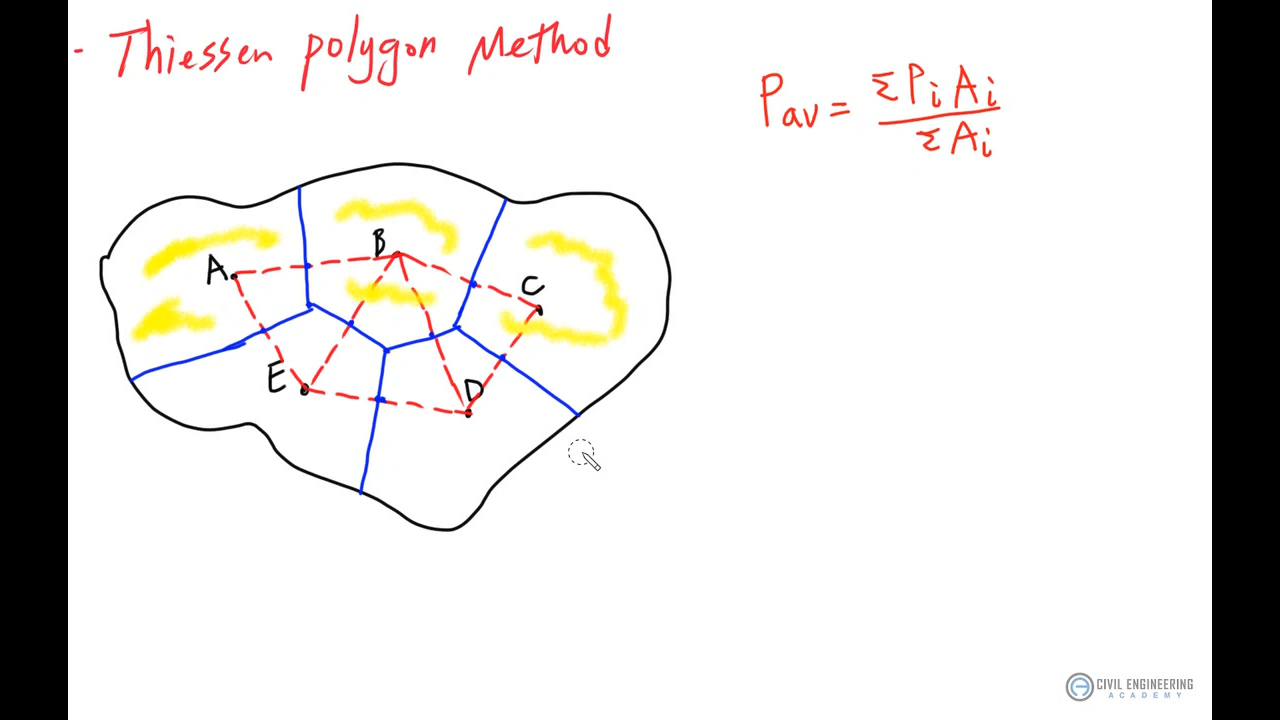 - Thiessen polygon Method
Pav = ΣPiAi / ΣAi
A
B
C
D
E
CIVIL ENGINEERING
ACADEMY